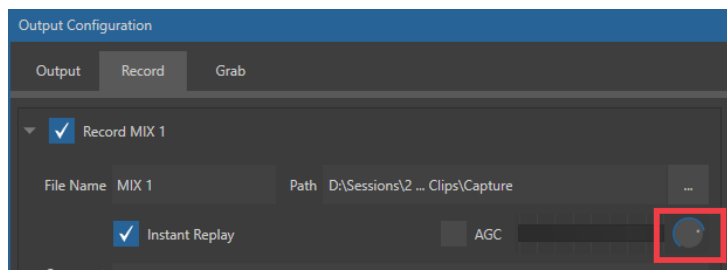 Output Configuration
Output Record Grab
Record MIX 1
File Name MIX 1 Path D:\Sessions\2 ... Clips\Capture ...
Instant Replay AGC